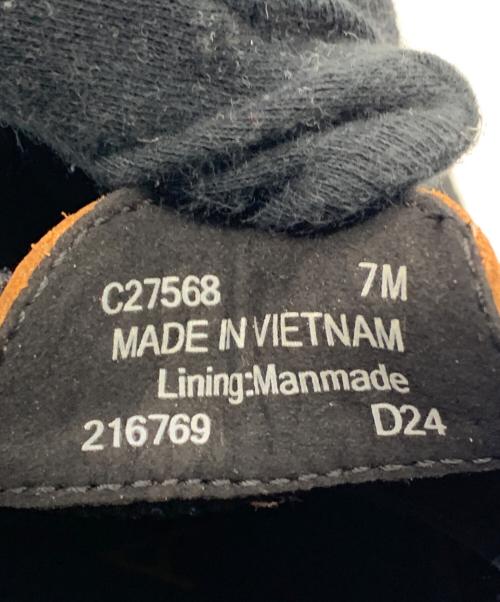 C27568 7M
MADE IN VIETNAM
Lining:Manmade
216769 D24